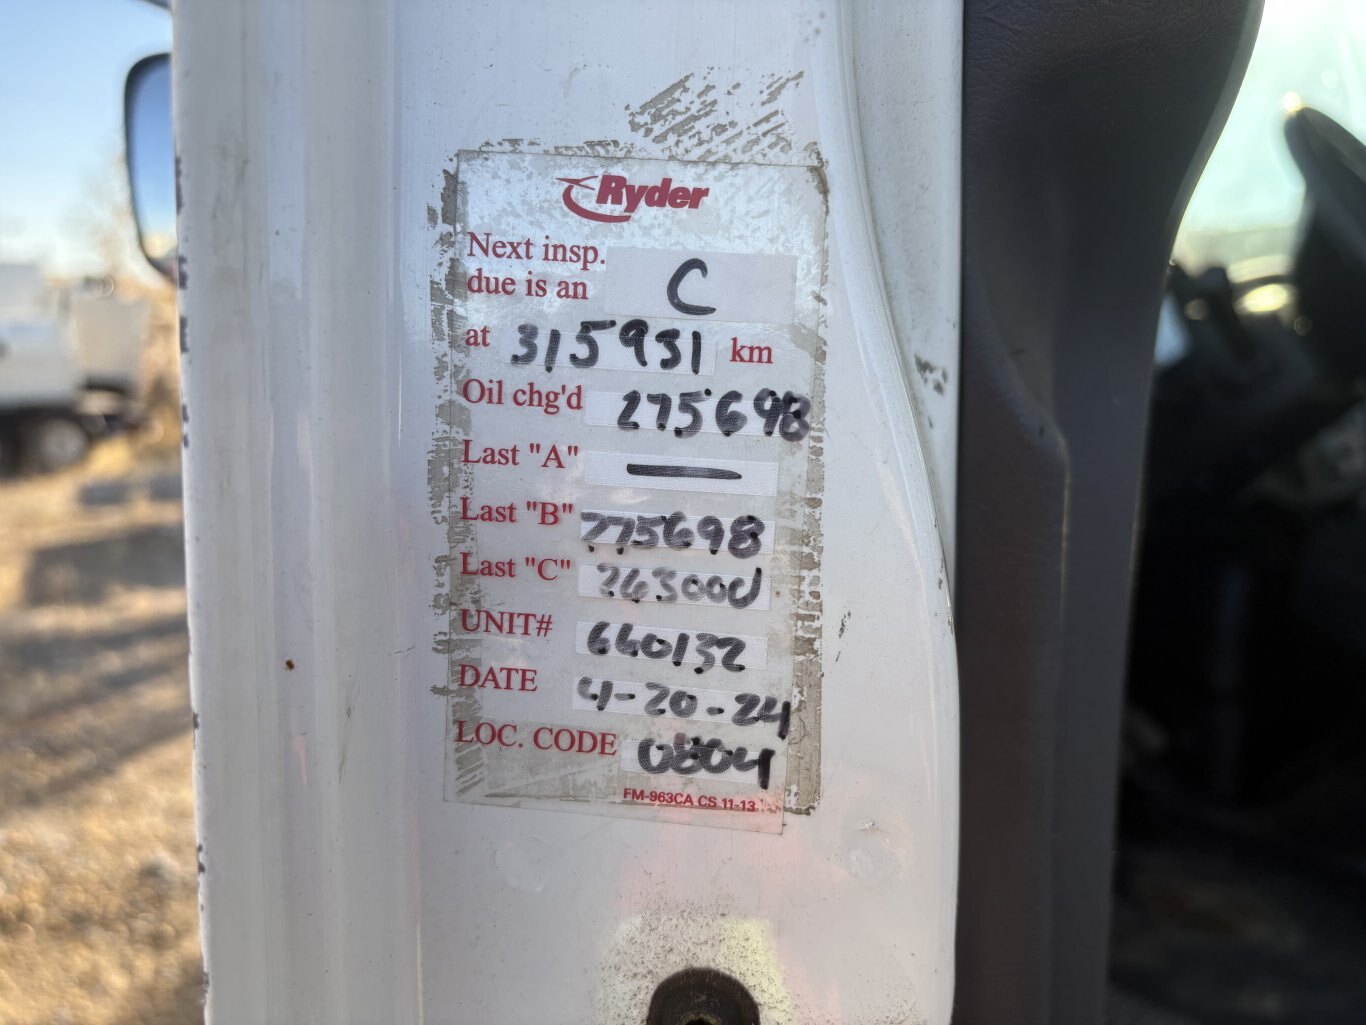 Ryder
Next insp.
due is an C
at 315931 km
Oil chg'd 275698
Last "A" —
Last "B" 275698
Last "C" 263000
UNIT# 660132
DATE 4-20-24
LOC. CODE 0804
FM-963CA CS 11-13